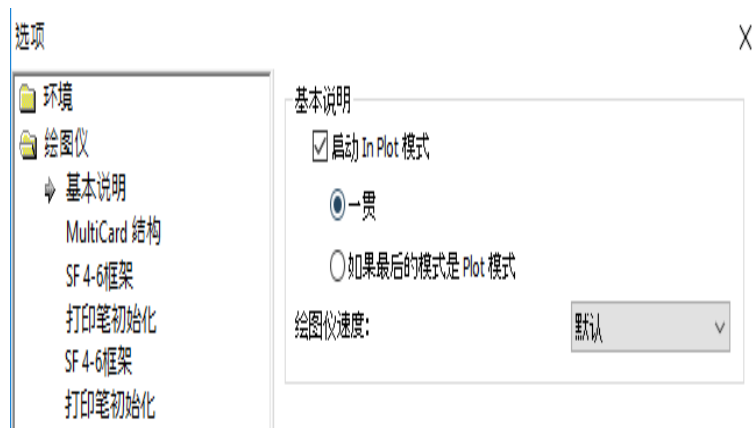 选项
环境
绘图仪
基本说明
MultiCard 结构
SF 4-6框架
打印笔初始化
SF 4-6框架
打印笔初始化
基本说明
启动 In Plot 模式
一贯
如果最后的模式是 Plot 模式
绘图仪速度:
默认